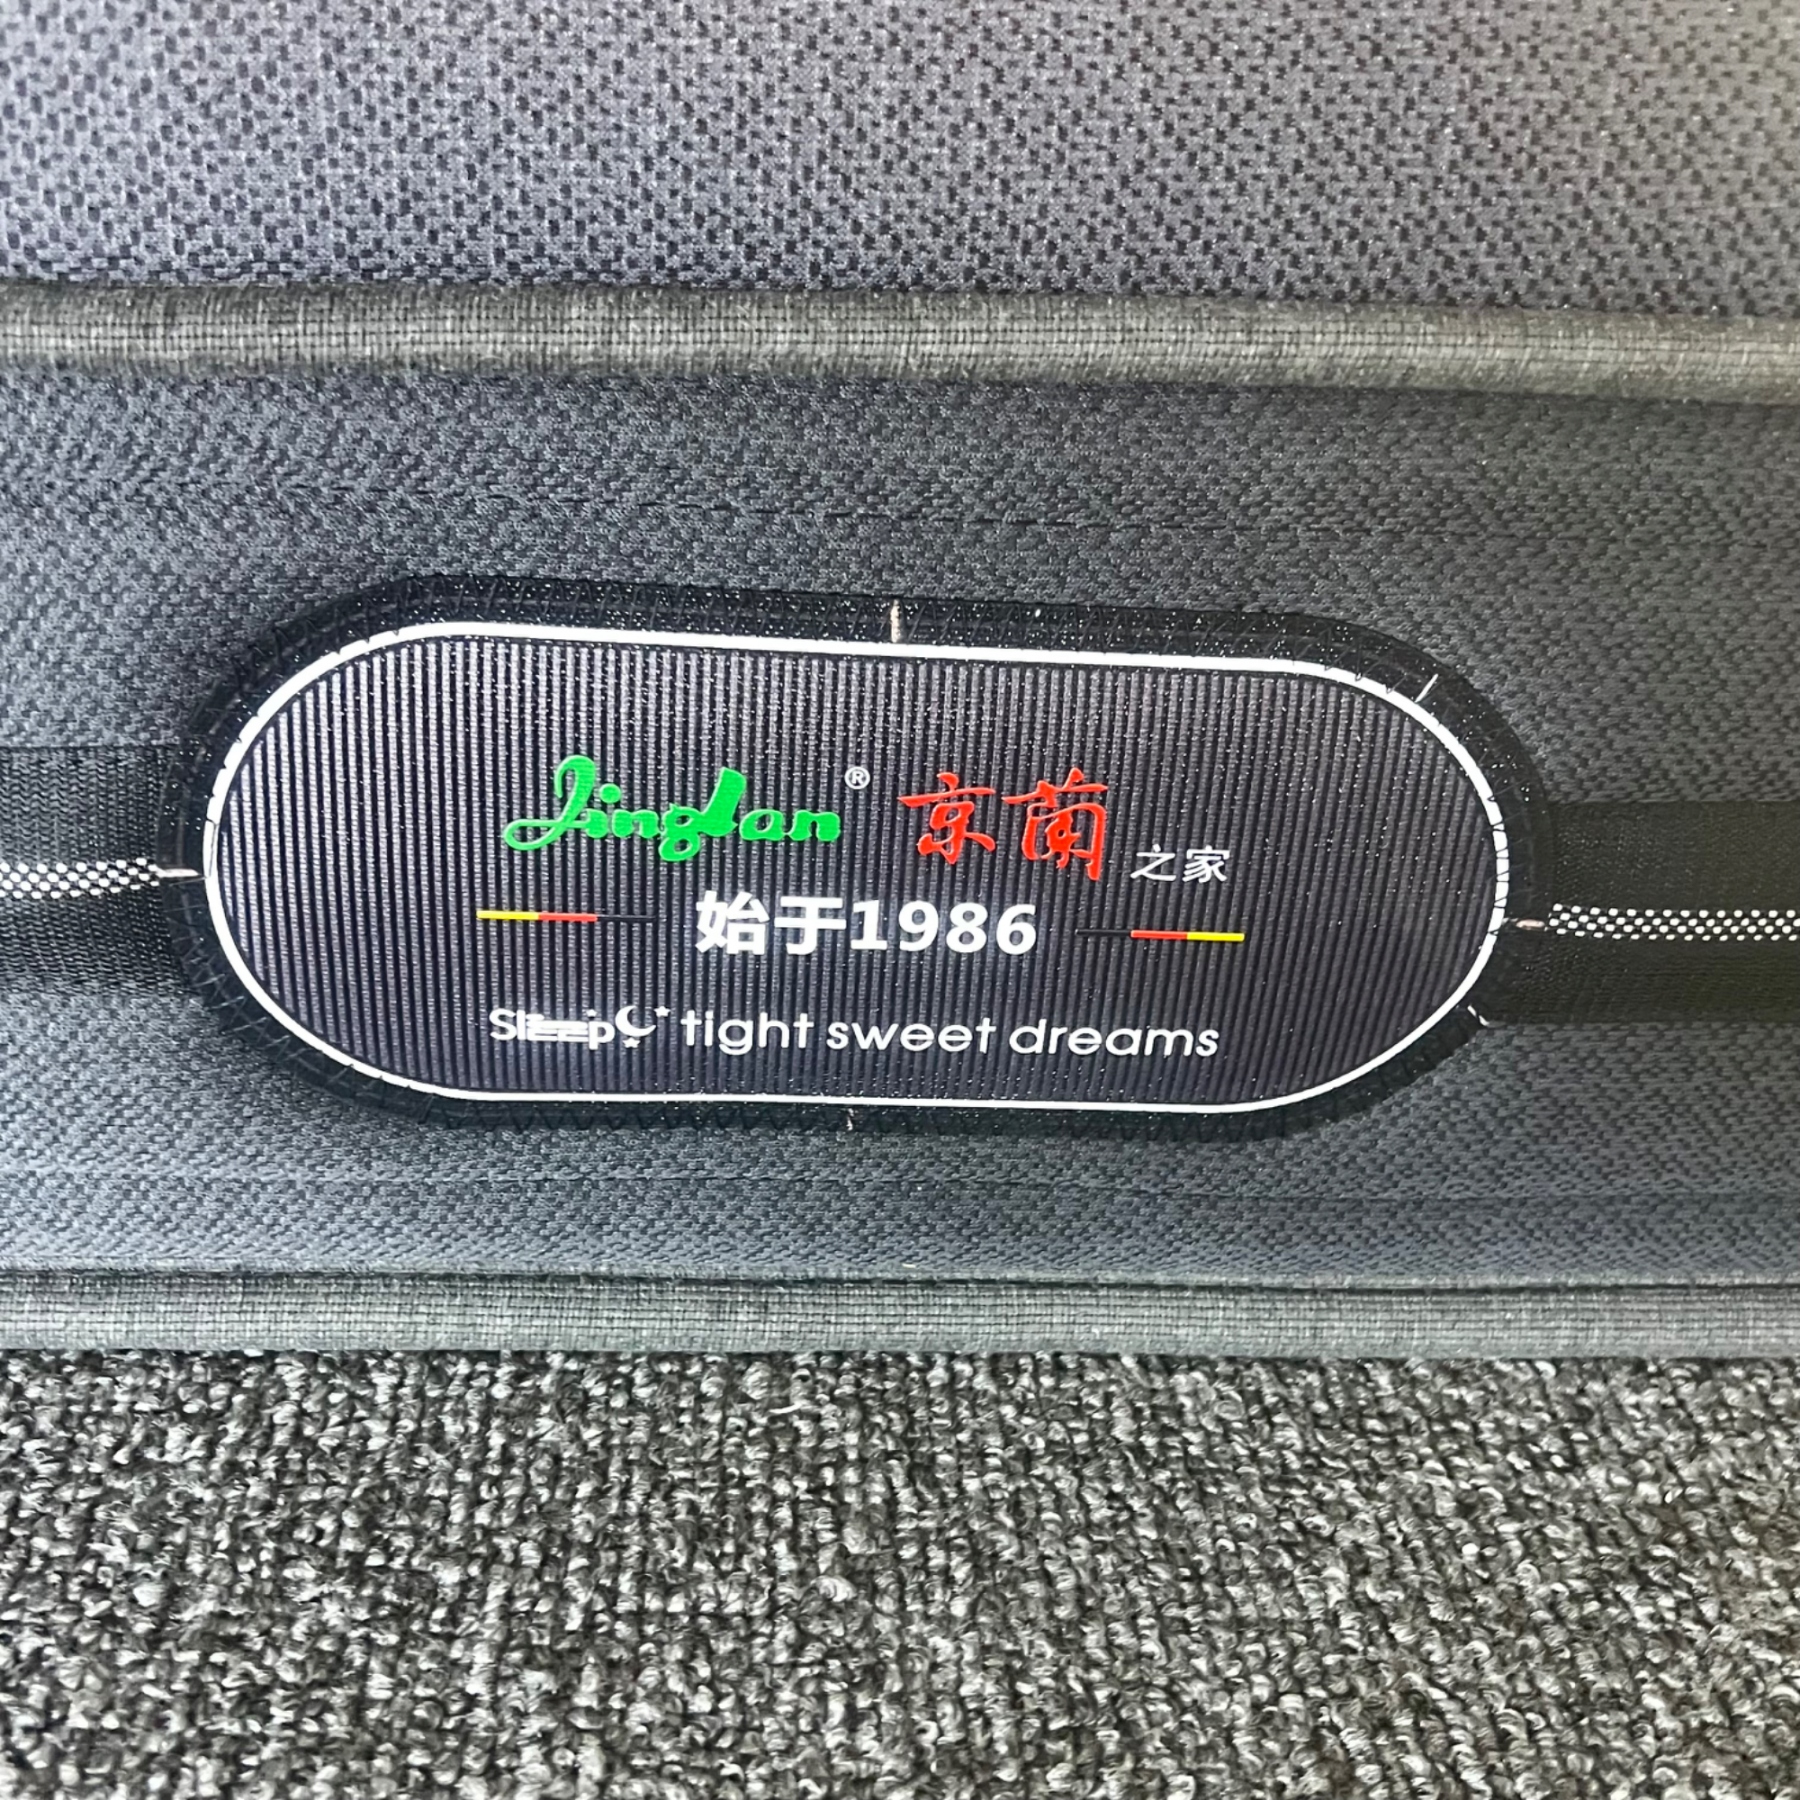 Jinglan® 京蘭之家
始于1986
Sleep tight sweet dreams